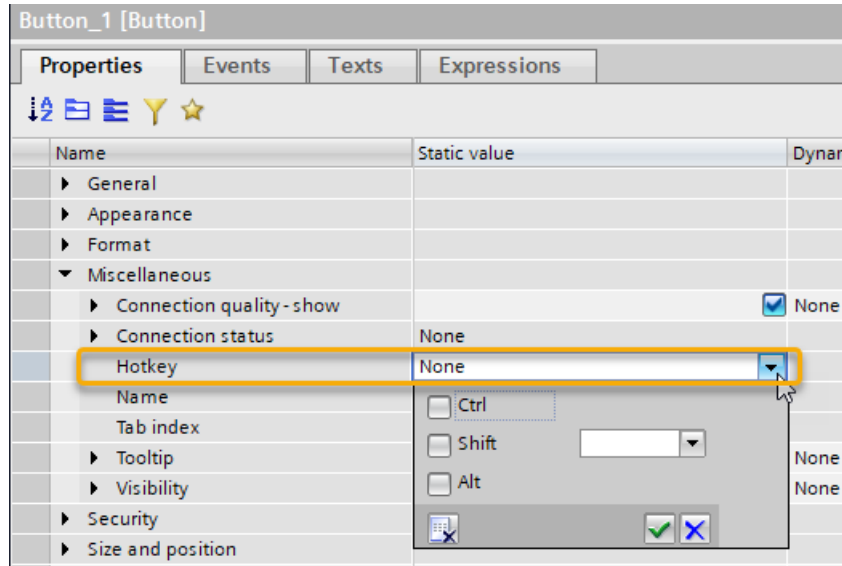 Button_1 [Button]
Properties Events Texts Expressions
Name Static value Dynar
General
Appearance
Format
Miscellaneous
Connection quality - show None
Connection status None
Hotkey None
Name
Ctrl
Tab index
Shift
Tooltip None
Alt
Visibility None
Security
Size and position